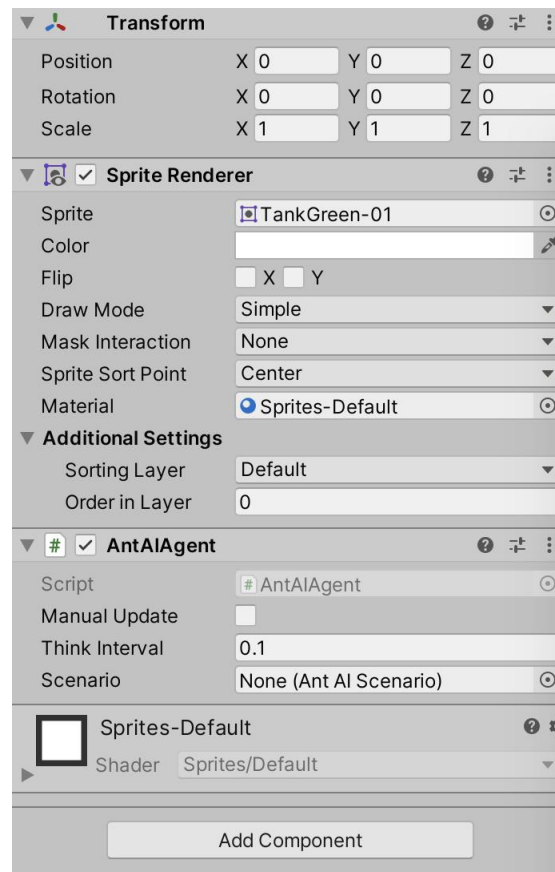 Transform
Position X 0 Y 0 Z 0
Rotation X 0 Y 0 Z 0
Scale X 1 Y 1 Z 1
Sprite Renderer
Sprite TankGreen-01
Color
Flip X Y
Draw Mode Simple
Mask Interaction None
Sprite Sort Point Center
Material Sprites-Default
Additional Settings
Sorting Layer Default
Order in Layer 0
# AntAIAgent
Script # AntAIAgent
Manual Update
Think Interval 0.1
Scenario None (Ant AI Scenario)
Sprites-Default
Shader Sprites/Default
Add Component